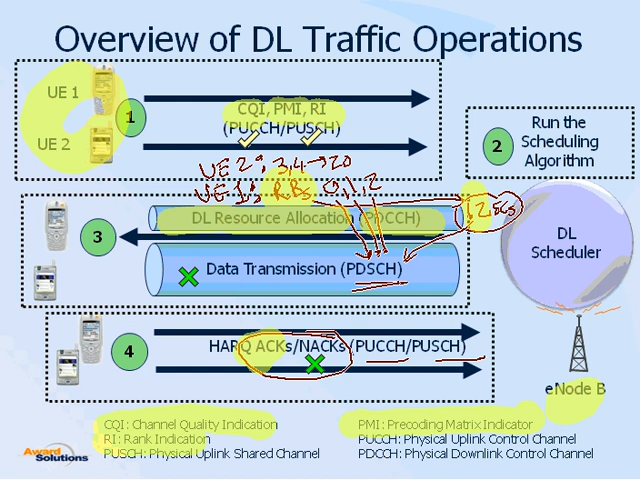 Overview of DL Traffic Operations
UE 1
UE 2
1
CQI, PMI, RI
(PUCCH/PUSCH)
2
Run the
Scheduling
Algorithm
UE 2: 3,4→20
UE 1: RBs 0,1,2
3
DL Resource Allocation (PDCCH)
Data Transmission (PDSCH)
DL
Scheduler
4
HARQ ACKs/NACKs (PUCCH/PUSCH)
eNode B
CQI: Channel Quality Indication
RI: Rank Indication
PUSCH: Physical Uplink Shared Channel
PMI: Precoding Matrix Indicator
PUCCH: Physical Uplink Control Channel
PDCCH: Physical Downlink Control Channel
Award
Solutions